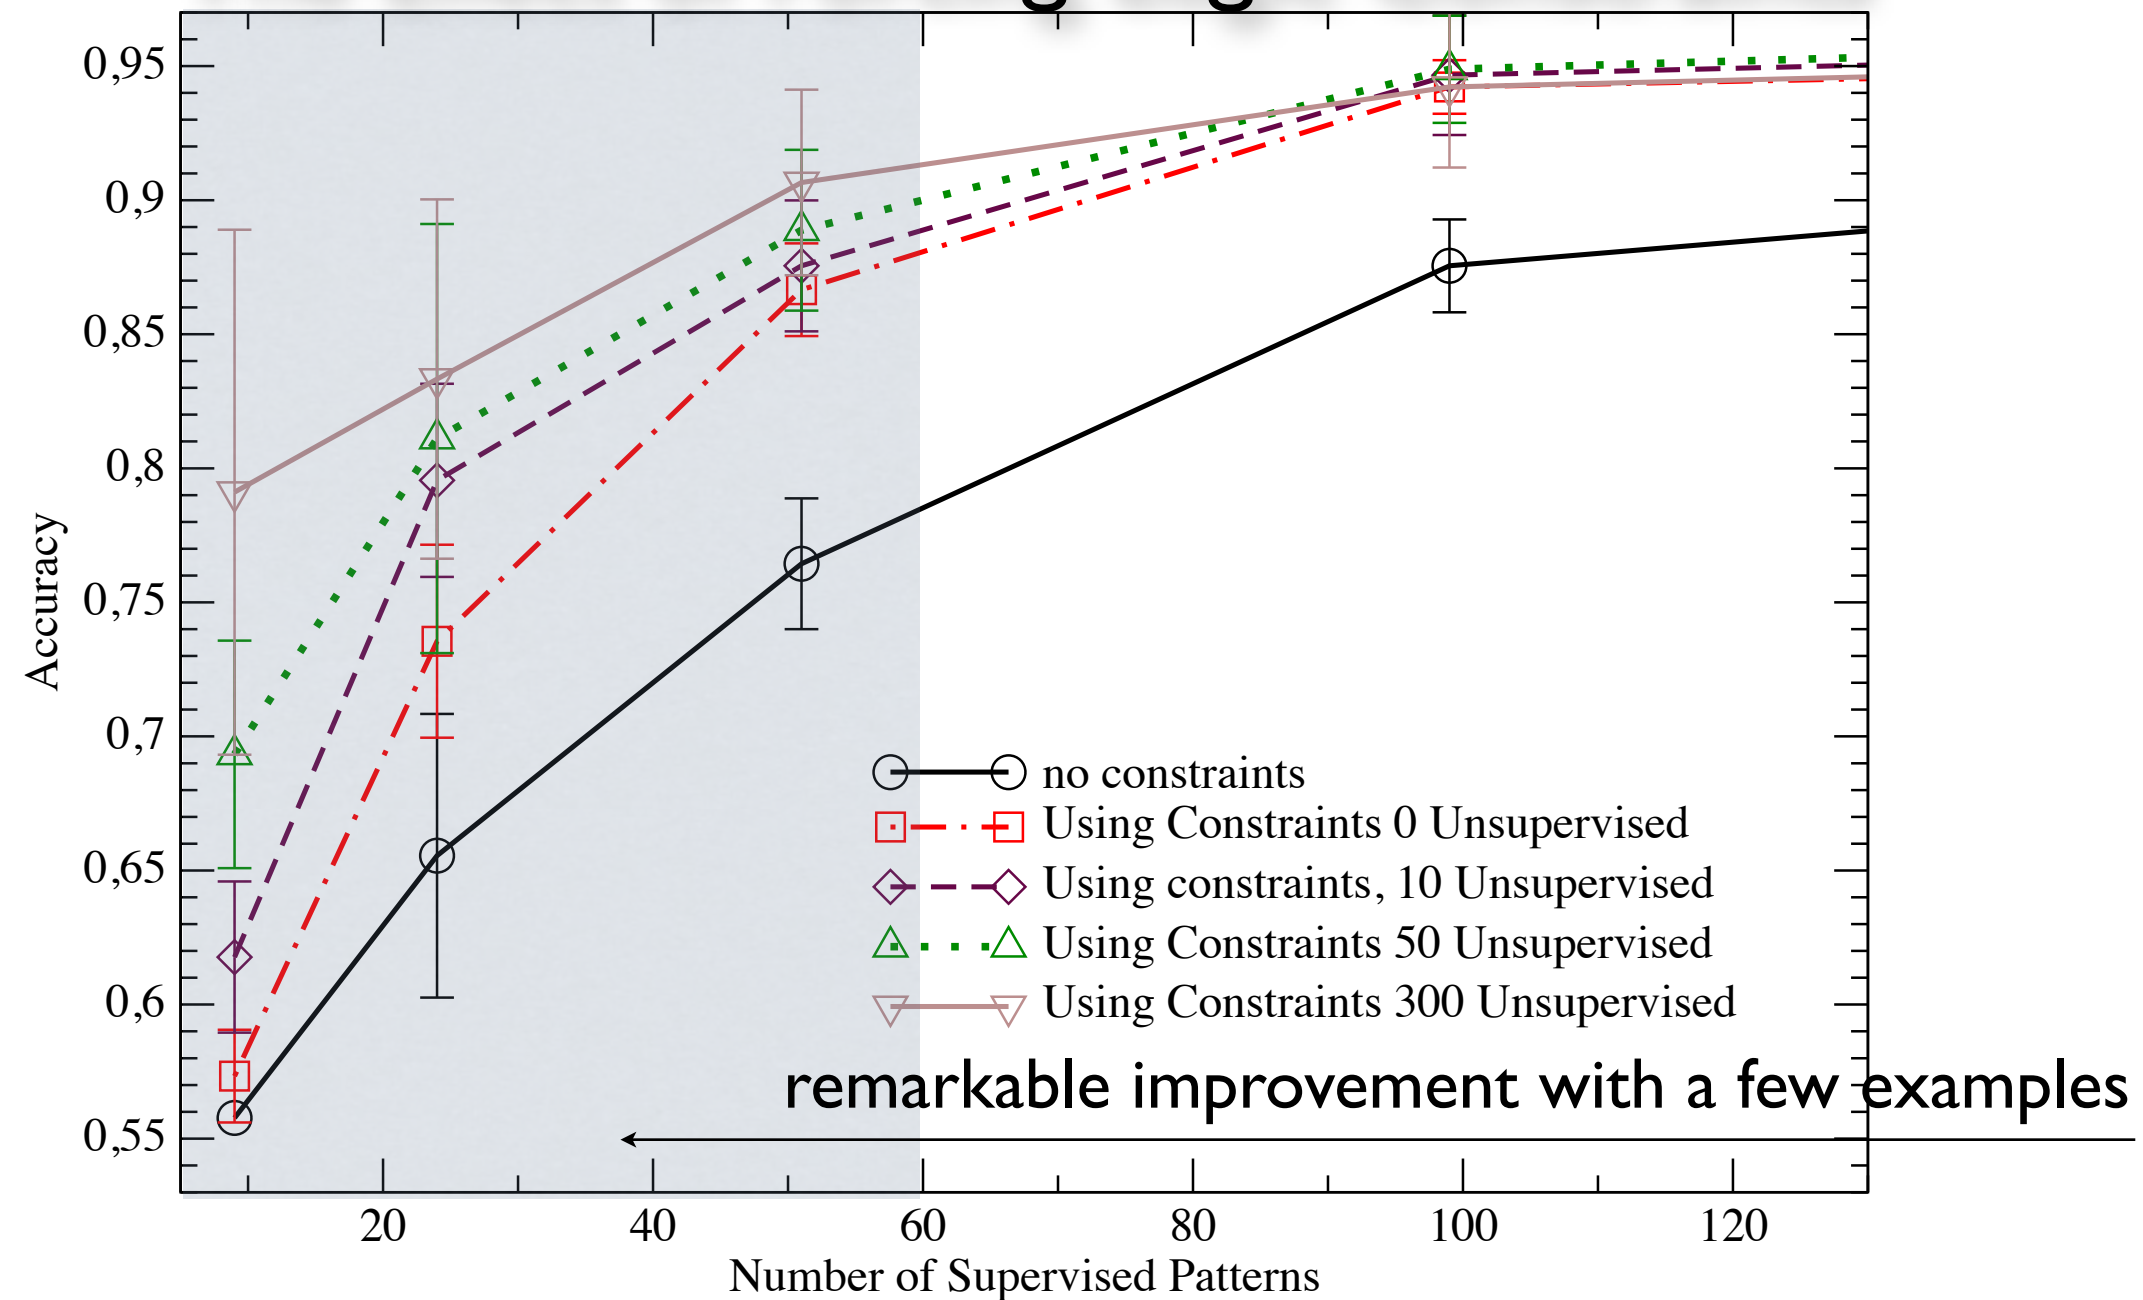 0,95
0,9
0,85
0,8
0,75
0,7
0,65
0,6
0,55
Accuracy
no constraints
Using Constraints 0 Unsupervised
Using constraints, 10 Unsupervised
Using Constraints 50 Unsupervised
Using Constraints 300 Unsupervised
remarkable improvement with a few examples
20 40 60 80 100 120
Number of Supervised Patterns